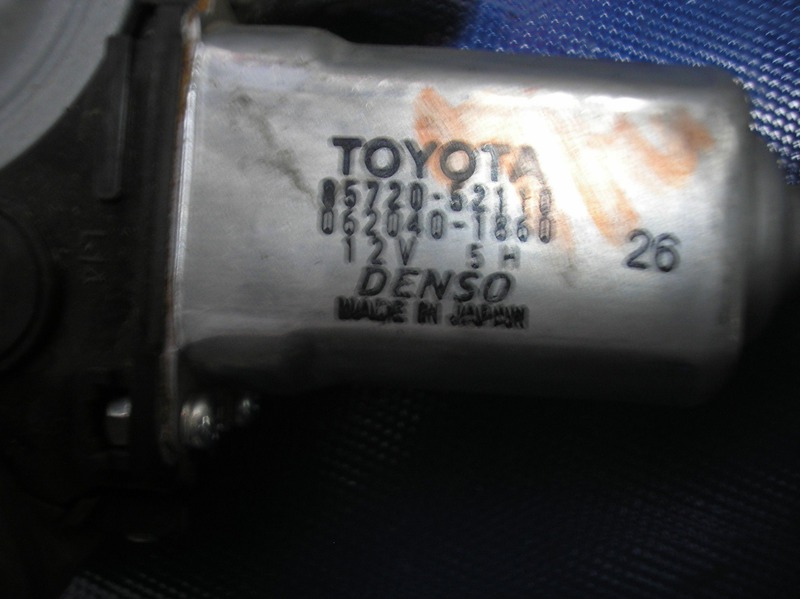 TOYOTA
85720-52110
062040-1860
12V 5H
26
DENSO
MADE IN JAPAN